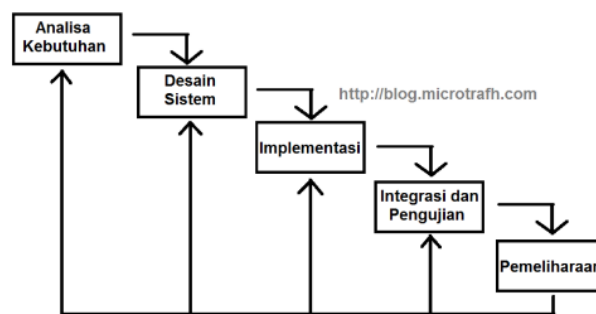 Analisa
Kebutuhan
Desain
Sistem
http://blog.microtrafh.com
Implementasi
Integrasi dan
Pengujian
Pemeliharaan